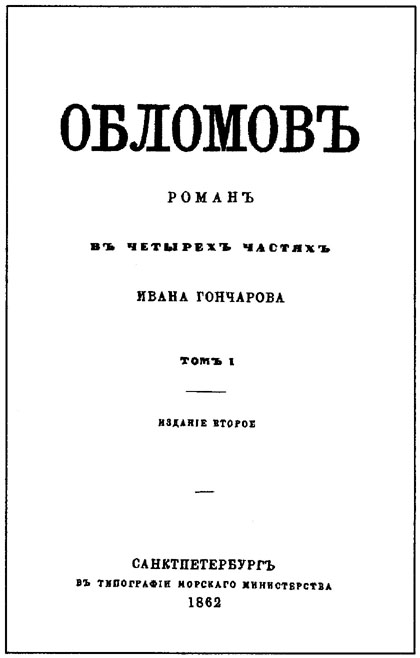 ОБЛОМОВЪ
РОМАНЪ
ВЪ ЧЕТЫРЕХЪ ЧАСТЯХЪ
ИВАНА ГОНЧАРОВА
ТОМЪ I
ИЗДАНІЕ ВТОРОЕ
САНКТПЕТЕРБУРГЪ
ВЪ ТИПОГРАФІИ МОРСКАГО МИНИСТЕРСТВА
1862